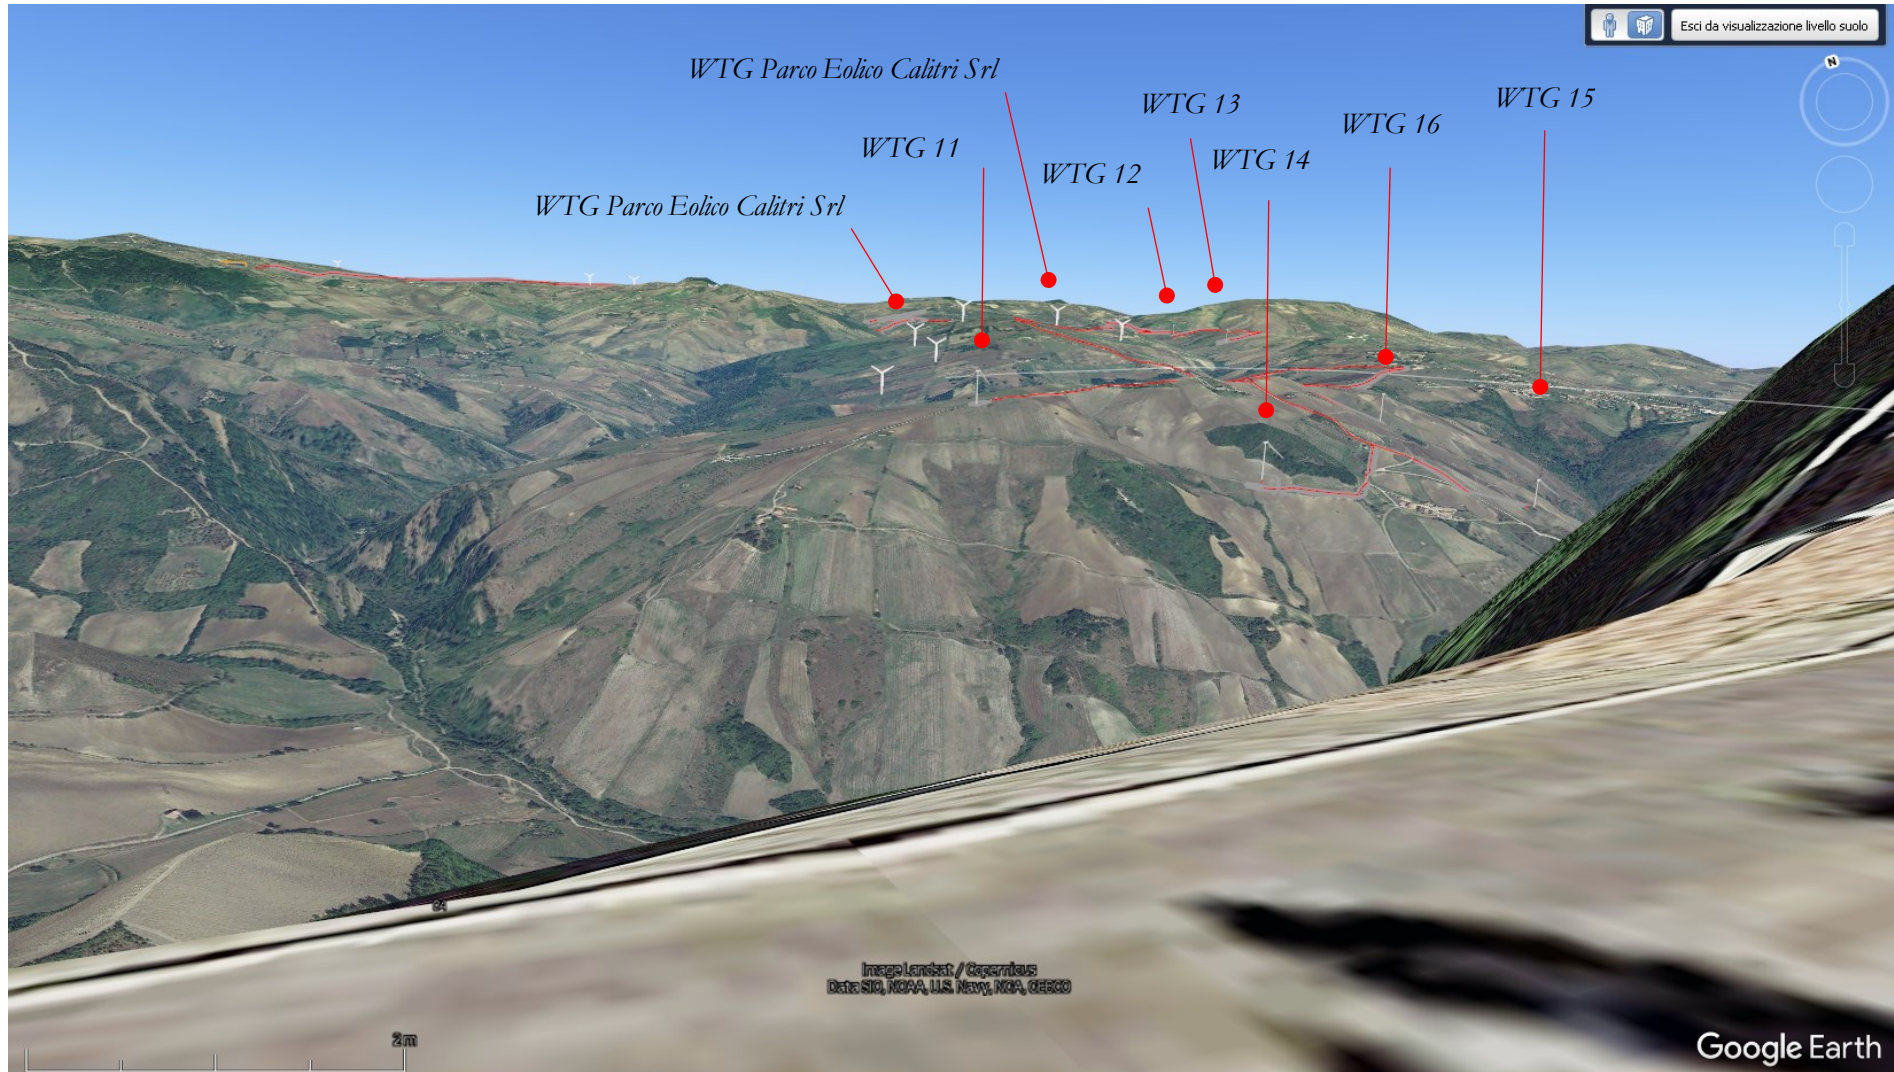 Esci da visualizzazione livello suolo
N
WTG Parco Eolico Calitri Srl
WTG 13
WTG 15
WTG 16
WTG 11
WTG 12
WTG 14
WTG Parco Eolico Calitri Srl
Image Landsat / Copernicus
Data SIO, NOAA, U.S. Navy, NGA, GEBCO
2 m
Google Earth